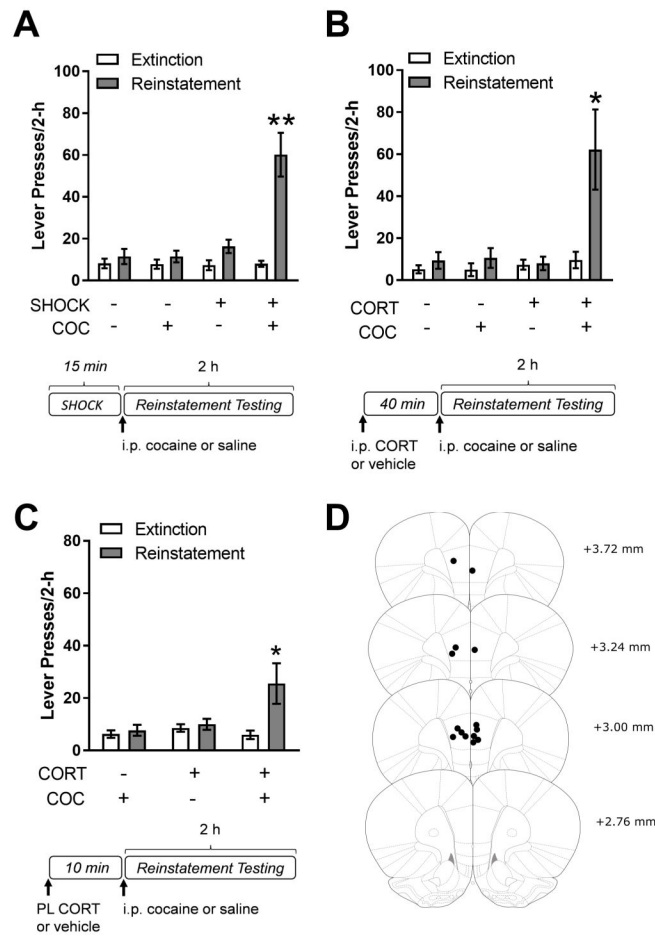 A
Extinction
Reinstatement
Lever Presses/2-h
100
80
60
40
20
0
**
SHOCK - - + +
COC - + - +
15 min
2 h
SHOCK
Reinstatement Testing
i.p. cocaine or saline
B
Extinction
Reinstatement
Lever Presses/2-h
100
80
60
40
20
0
*
CORT - - + +
COC - + - +
2 h
40 min
Reinstatement Testing
i.p. CORT
or vehicle
i.p. cocaine or saline
C
Extinction
Reinstatement
Lever Presses/2-h
80
60
40
20
0
*
CORT - + +
COC + - +
2 h
10 min
Reinstatement Testing
PL CORT
or vehicle
i.p. cocaine or saline
D
+3.72 mm
+3.24 mm
+3.00 mm
+2.76 mm